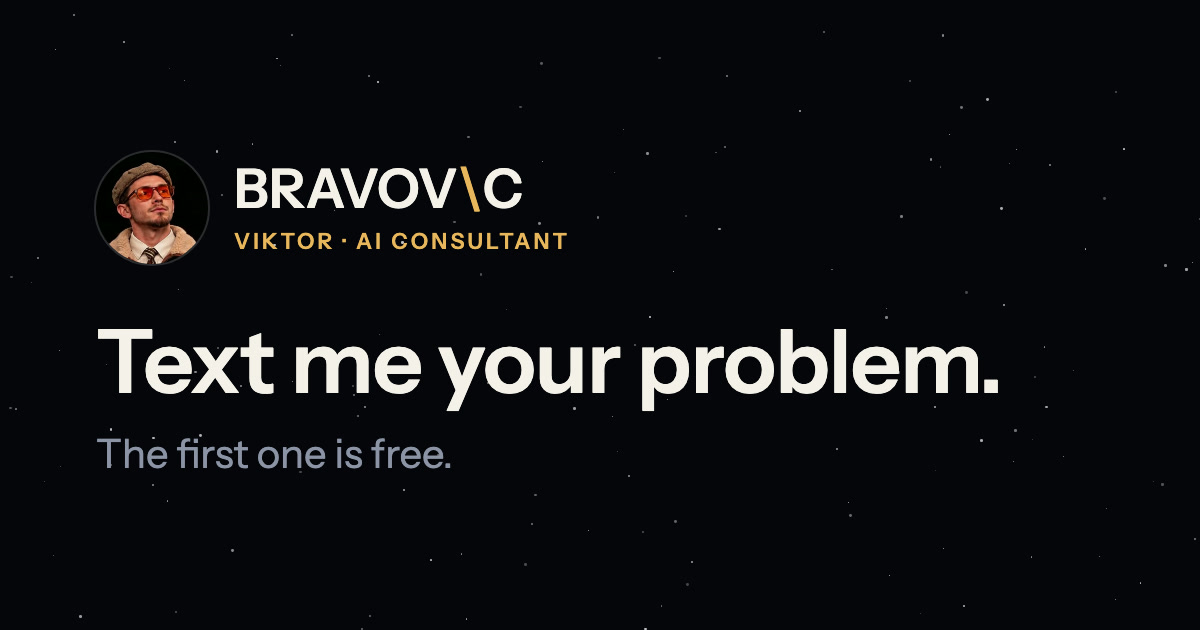 BRAVOV\C
VIKTOR · AI CONSULTANT
Text me your problem.
The first one is free.